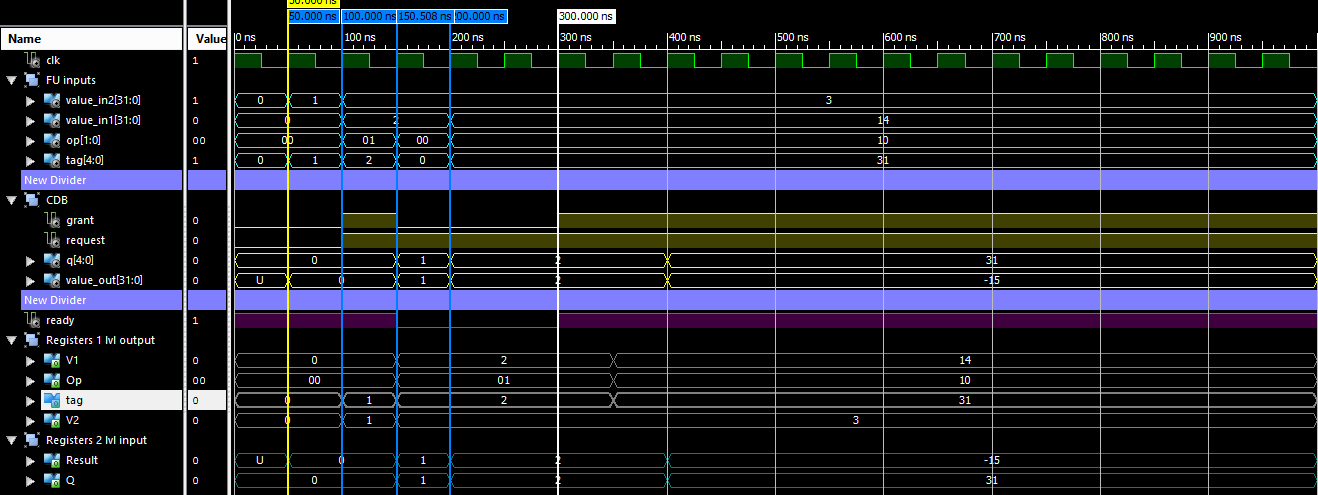 50.000 ns
50.000 ns 100.000 ns 150.508 ns 200.000 ns 300.000 ns
Name Value 0 ns 100 ns 200 ns 300 ns 400 ns 500 ns 600 ns 700 ns 800 ns 900 ns
clk 1
FU inputs
value_in2[31:0] 1 0 1 3
value_in1[31:0] 0 0 2 14
op[1:0] 00 00 01 00 10
tag[4:0] 1 0 1 2 0 31
New Divider
CDB
grant 0
request 0
q[4:0] 0 0 1 2 31
value_out[31:0] 0 U 0 1 2 -15
New Divider
ready 1
Registers 1 lvl output
V1 0 0 2 14
Op 00 00 01 10
tag 0 0 1 2 31
V2 0 0 1 3
Registers 2 lvl input
Result 0 U 0 1 2 -15
Q 0 0 1 2 31